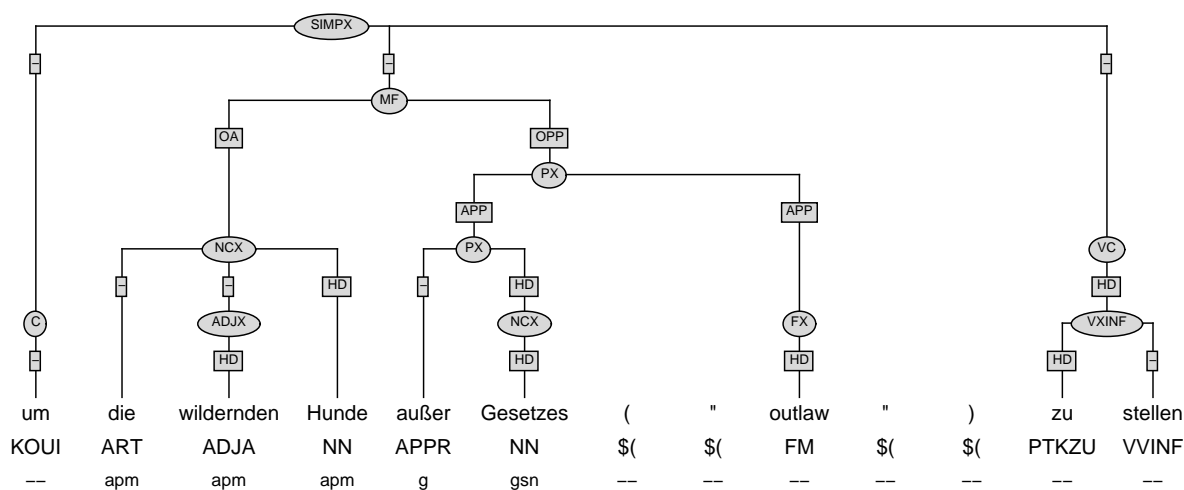 SIMPX
– – –
MF
OA OPP
PX
APP APP
NCX PX VC
– – HD – HD HD
C ADJX NCX FX VXINF
– HD HD HD HD –
um die wildernden Hunde außer Gesetzes ( " outlaw " ) zu stellen
KOUI ART ADJA NN APPR NN $( $( FM $( $( PTKZU VVINF
–– apm apm apm g gsn –– –– –– –– –– –– ––